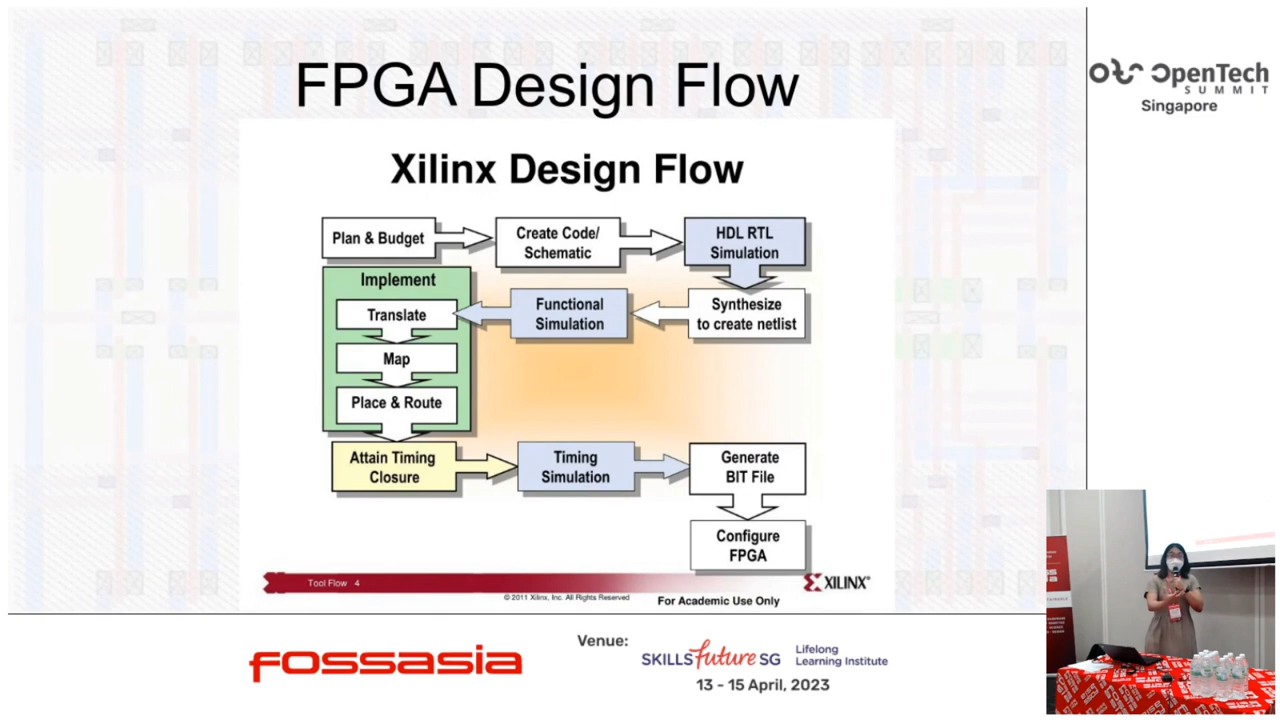 FPGA Design Flow
OpenTech
SUMMIT
Singapore
Xilinx Design Flow
Plan & Budget
Create Code/
Schematic
HDL RTL
Simulation
Implement
Translate
Functional
Simulation
Synthesize
to create netlist
Map
Place & Route
Attain Timing
Closure
Timing
Simulation
Generate
BIT File
Configure
FPGA
Tool Flow 4
XILINX®
© 2011 Xilinx, Inc. All Rights Reserved
For Academic Use Only
FOSSASIA
Venue:
SKILLS future SG
Lifelong
Learning Institute
13 - 15 April, 2023